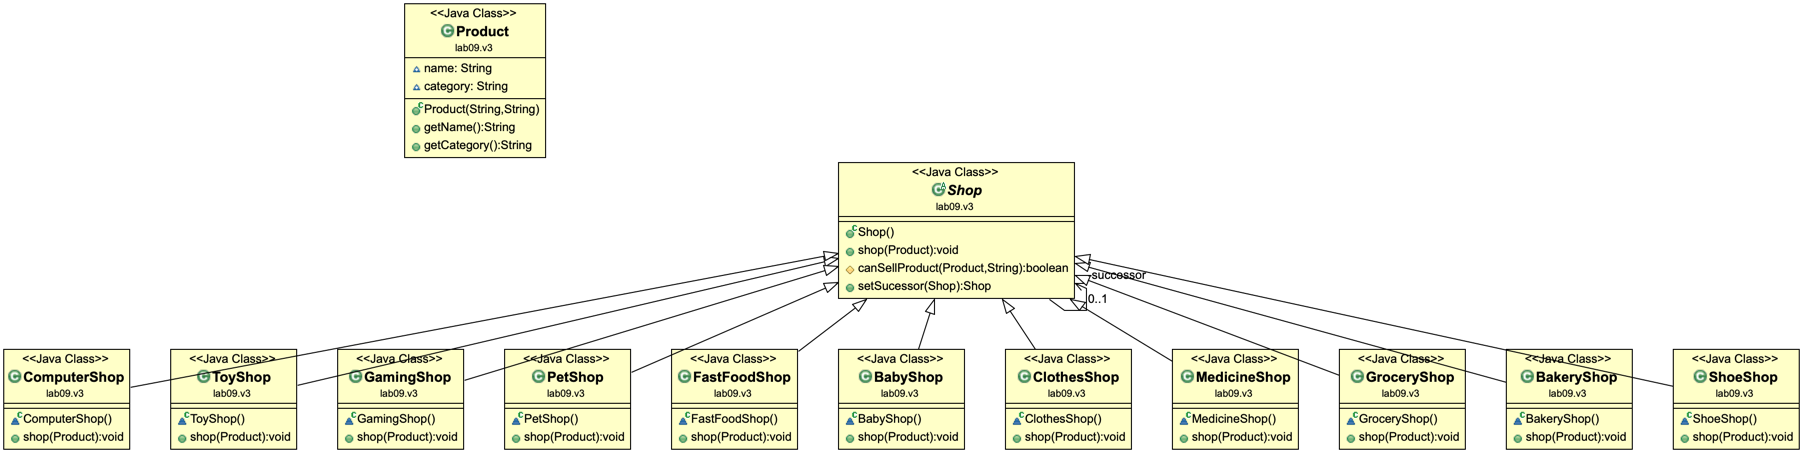 <<Java Class>>
Product
lab09.v3
name: String
category: String
Product(String,String)
getName():String
getCategory():String
<<Java Class>>
Shop
lab09.v3
Shop()
shop(Product):void
canSellProduct(Product,String):boolean
setSucessor(Shop):Shop
successor
0..1
<<Java Class>>
ComputerShop
lab09.v3
ComputerShop()
shop(Product):void
<<Java Class>>
ToyShop
lab09.v3
ToyShop()
shop(Product):void
<<Java Class>>
GamingShop
lab09.v3
GamingShop()
shop(Product):void
<<Java Class>>
PetShop
lab09.v3
PetShop()
shop(Product):void
<<Java Class>>
FastFoodShop
lab09.v3
FastFoodShop()
shop(Product):void
<<Java Class>>
BabyShop
lab09.v3
BabyShop()
shop(Product):void
<<Java Class>>
ClothesShop
lab09.v3
ClothesShop()
shop(Product):void
<<Java Class>>
MedicineShop
lab09.v3
MedicineShop()
shop(Product):void
<<Java Class>>
GroceryShop
lab09.v3
GroceryShop()
shop(Product):void
<<Java Class>>
BakeryShop
lab09.v3
BakeryShop()
shop(Product):void
<<Java Class>>
ShoeShop
lab09.v3
ShoeShop()
shop(Product):void